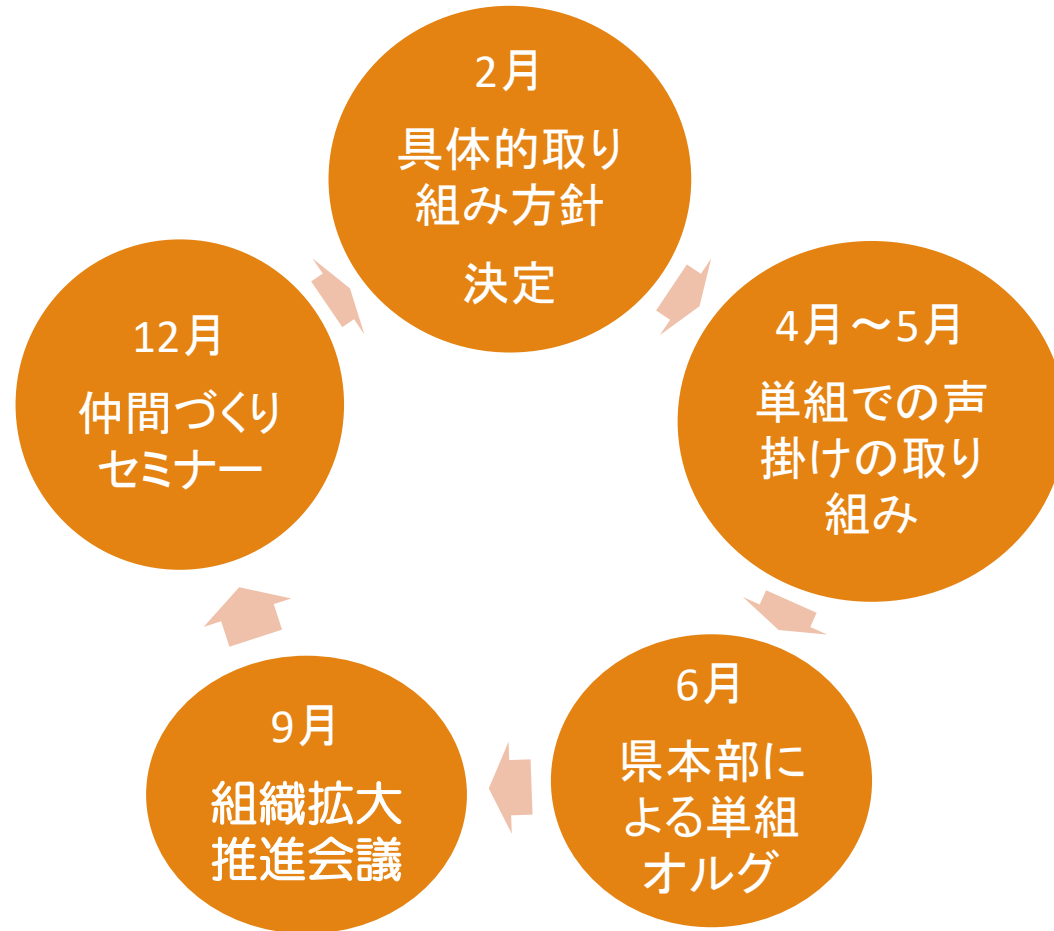 2月
具体的取り
組み方針
決定
4月～5月
単組での声
掛けの取り
組み
6月
県本部に
よる単組
オルグ
9月
組織拡大
推進会議
12月
仲間づくり
セミナー